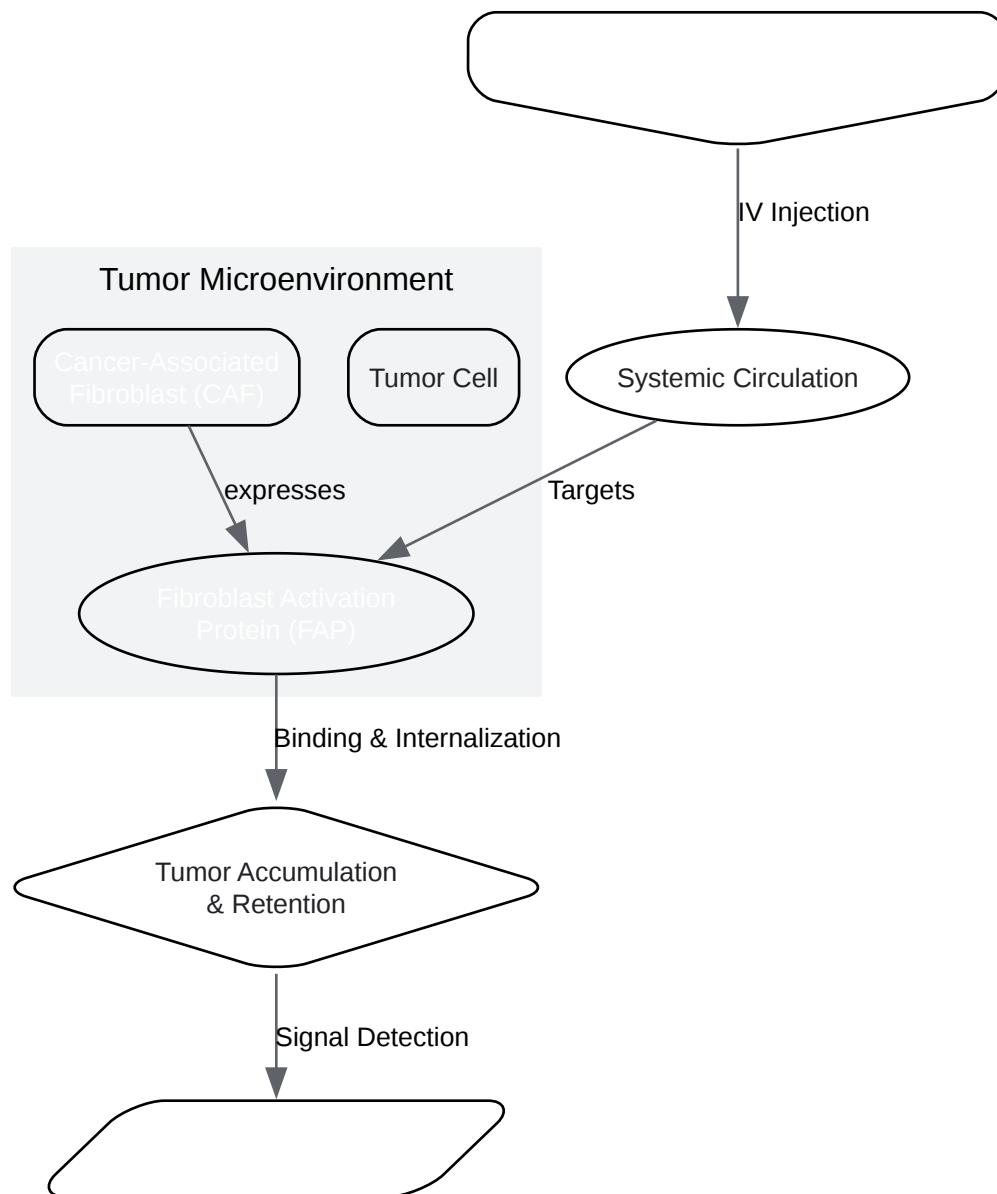 IV Injection
Tumor Microenvironment
Cancer-Associated
Fibroblast (CAF)
Tumor Cell
Systemic Circulation
expresses
Targets
Fibroblast Activation
Protein (FAP)
Binding & Internalization
Tumor Accumulation
& Retention
Signal Detection